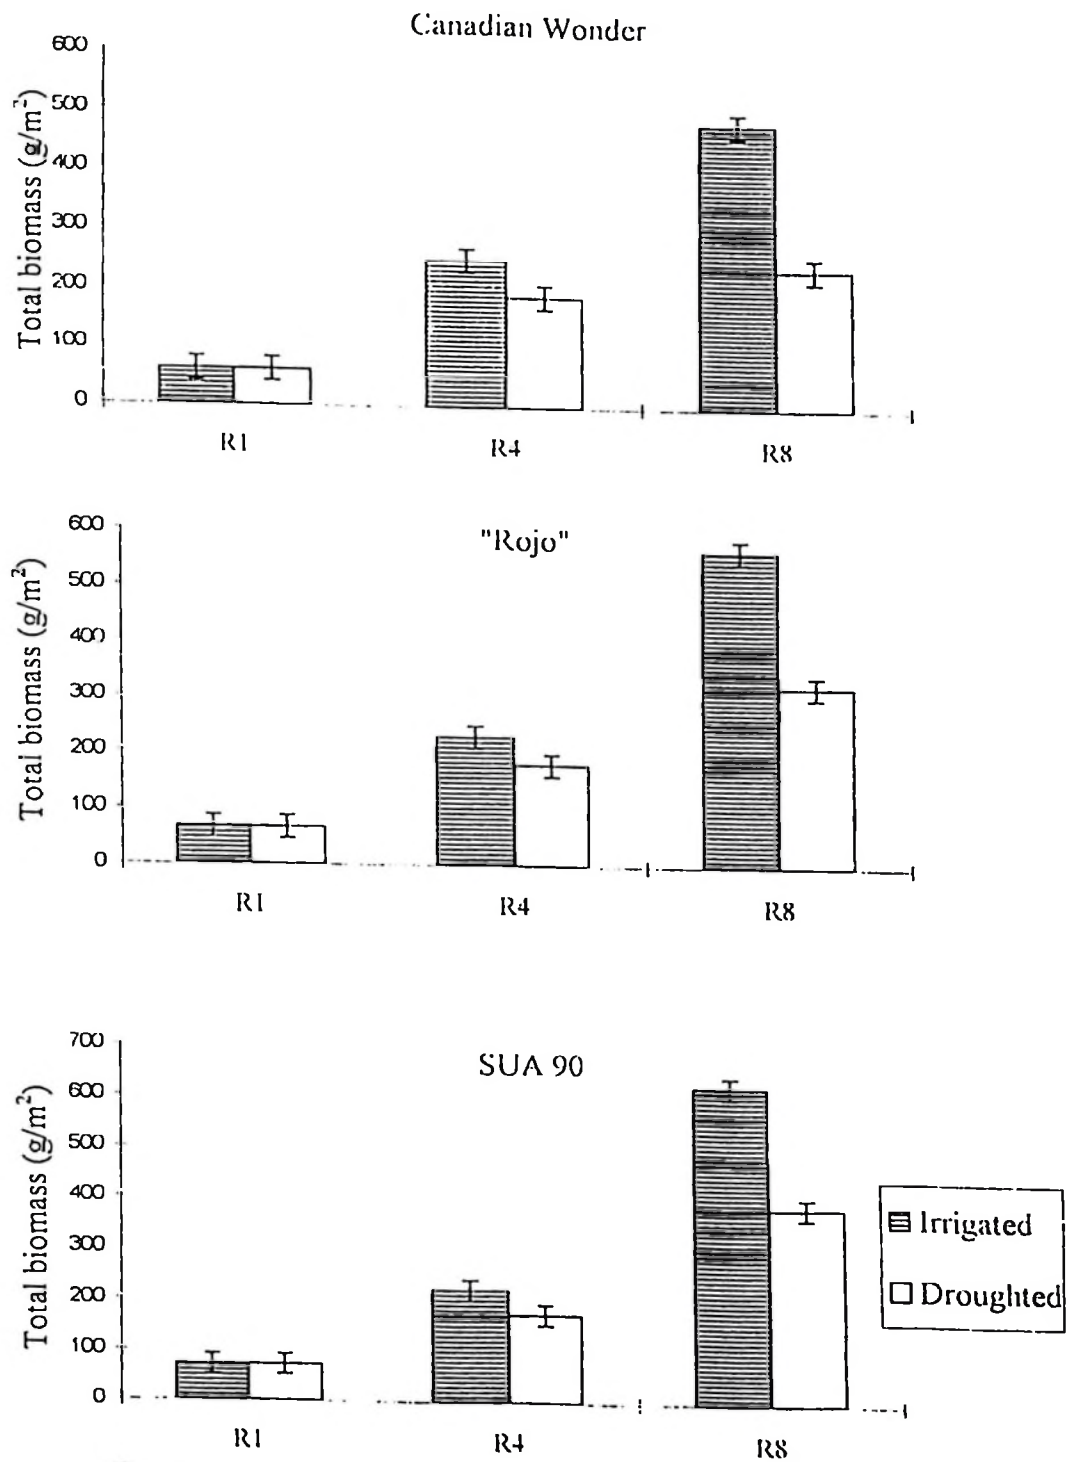 Canadian Wonder
Total biomass (g/m²)
600
500
400
300
200
100
0
R1 R4 R8
"Rojo"
Total biomass (g/m²)
600
500
400
300
200
100
0
R1 R4 R8
SUA 90
Total biomass (g/m²)
700
600
500
400
300
200
100
0
R1 R4 R8
Irrigated
Droughted